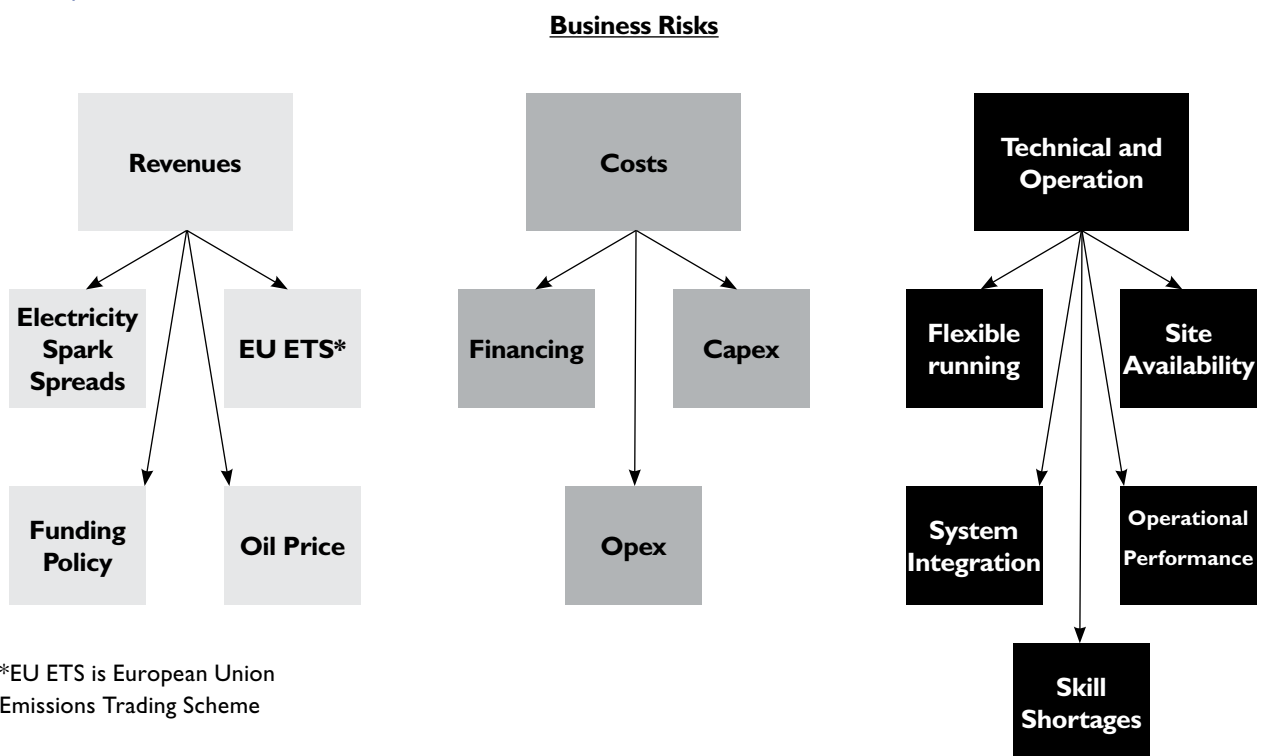 Business Risks
Revenues
Electricity
Spark
Spreads
EU ETS*
Funding
Policy
Oil Price
Costs
Financing
Capex
Opex
Technical and
Operation
Flexible
running
Site
Availability
System
Integration
Operational
Performance
Skill
Shortages
*EU ETS is European Union
Emissions Trading Scheme